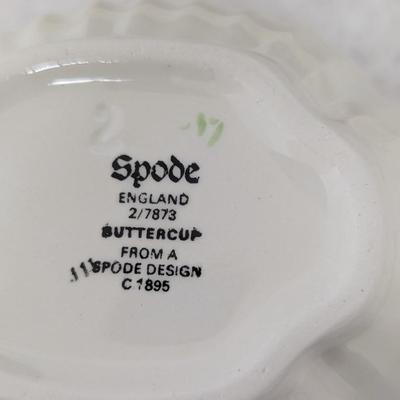 Spode
ENGLAND
2/7873
BUTTERCUP
FROM A
SPODE DESIGN
C 1895